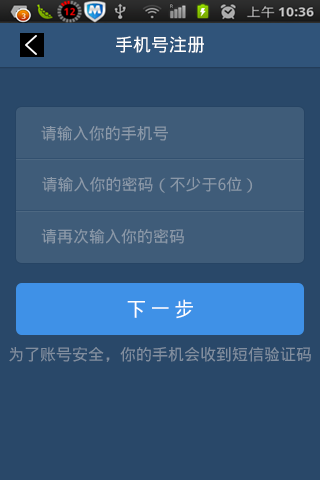 3
12
M
上午 10:36
手机号注册
请输入你的手机号
请输入你的密码（不少于6位）
请再次输入你的密码
下一步
为了账号安全，你的手机会收到短信验证码